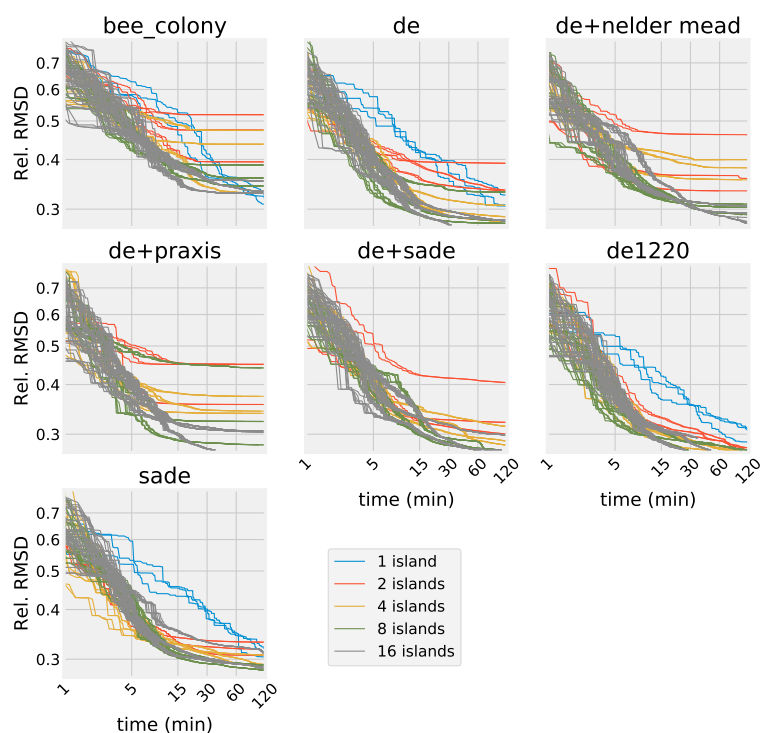 bee_colony de de+nelder mead
Rel. RMSD
0.7
0.6
0.5
0.4
0.3
de+praxis de+sade de1220
Rel. RMSD
0.7
0.6
0.5
0.4
0.3
1 5 15 30 60 120 1 5 15 30 60 120
time (min) time (min)
sade
Rel. RMSD
0.7
0.6
0.5
0.4
0.3
1 5 15 30 60 120
time (min)
1 island
2 islands
4 islands
8 islands
16 islands